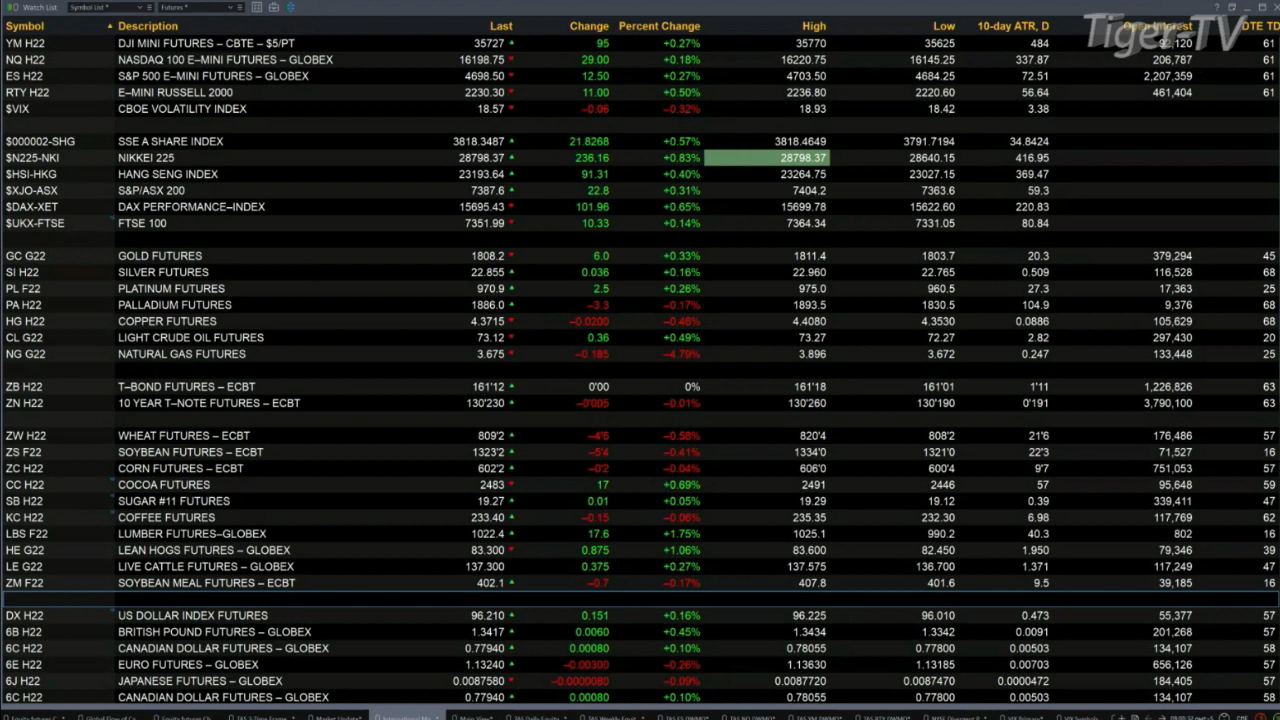 Watch List Symbol List * Futures *
Symbol Description Last Change Percent Change High Low 10-day ATR, D Open Interest DTE TD
Tiger-TV
YM H22 DJI MINI FUTURES – CBTE – $5/PT 35727 95 +0.27% 35770 35625 484 92,120 61
NQ H22 NASDAQ 100 E–MINI FUTURES – GLOBEX 16198.75 29.00 +0.18% 16220.75 16145.25 337.87 206,787 61
ES H22 S&P 500 E–MINI FUTURES – GLOBEX 4698.50 12.50 +0.27% 4703.50 4684.25 72.51 2,207,359 61
RTY H22 E–MINI RUSSELL 2000 2230.30 11.00 +0.50% 2236.80 2220.60 56.64 461,404 61
$VIX CBOE VOLATILITY INDEX 18.57 –0.06 –0.32% 18.93 18.42 3.38
$000002-SHG SSE A SHARE INDEX 3818.3487 21.8268 +0.57% 3818.4649 3791.7194 34.8424
$N225-NKI NIKKEI 225 28798.37 236.16 +0.83% 28798.37 28640.15 416.95
$HSI-HKG HANG SENG INDEX 23193.64 91.31 +0.40% 23264.75 23027.15 369.47
$XJO-ASX S&P/ASX 200 7387.6 22.8 +0.31% 7404.2 7363.6 59.3
$DAX-XET DAX PERFORMANCE–INDEX 15695.43 101.96 +0.65% 15699.78 15622.60 220.83
$UKX-FTSE FTSE 100 7351.99 10.33 +0.14% 7364.34 7331.05 80.84
GC G22 GOLD FUTURES 1808.2 6.0 +0.33% 1811.4 1803.7 20.3 379,294 45
SI H22 SILVER FUTURES 22.855 0.036 +0.16% 22.960 22.765 0.509 116,528 68
PL F22 PLATINUM FUTURES 970.9 2.5 +0.26% 975.0 960.5 27.3 17,363 25
PA H22 PALLADIUM FUTURES 1886.0 –3.3 –0.17% 1893.5 1830.5 104.9 9,376 68
HG H22 COPPER FUTURES 4.3715 –0.0200 –0.46% 4.4080 4.3530 0.0886 105,629 68
CL G22 LIGHT CRUDE OIL FUTURES 73.12 0.36 +0.49% 73.27 72.27 2.82 297,430 20
NG G22 NATURAL GAS FUTURES 3.675 –0.185 –4.79% 3.896 3.672 0.247 133,448 25
ZB H22 T–BOND FUTURES – ECBT 161'12 0'00 0% 161'18 161'01 1'11 1,226,826 63
ZN H22 10 YEAR T–NOTE FUTURES – ECBT 130'230 –0'005 –0.01% 130'260 130'190 0'191 3,790,100 63
ZW H22 WHEAT FUTURES – ECBT 809'2 –4'6 –0.58% 820'4 808'2 21'6 176,486 57
ZS F22 SOYBEAN FUTURES – ECBT 1323'2 –5'4 –0.41% 1334'0 1321'0 22'3 71,527 16
ZC H22 CORN FUTURES – ECBT 602'2 –0'2 –0.04% 606'0 600'4 9'7 751,053 57
CC H22 COCOA FUTURES 2483 17 +0.69% 2491 2446 57 95,648 59
SB H22 SUGAR #11 FUTURES 19.27 0.01 +0.05% 19.29 19.12 0.39 339,411 47
KC H22 COFFEE FUTURES 233.40 –0.15 –0.06% 235.35 232.30 6.98 117,769 62
LBS F22 LUMBER FUTURES–GLOBEX 1022.4 17.6 +1.75% 1025.1 990.2 40.3 802 16
HE G22 LEAN HOGS FUTURES – GLOBEX 83.300 0.875 +1.06% 83.600 82.450 1.950 79,346 39
LE G22 LIVE CATTLE FUTURES – GLOBEX 137.300 0.375 +0.27% 137.575 136.700 1.371 117,249 47
ZM F22 SOYBEAN MEAL FUTURES – ECBT 402.1 –0.7 –0.17% 407.8 401.6 9.5 39,185 16
DX H22 US DOLLAR INDEX FUTURES 96.210 0.151 +0.16% 96.225 96.010 0.473 55,377 57
6B H22 BRITISH POUND FUTURES – GLOBEX 1.3417 0.0060 +0.45% 1.3434 1.3342 0.0091 201,268 57
6C H22 CANADIAN DOLLAR FUTURES – GLOBEX 0.77940 0.00080 +0.10% 0.78055 0.77800 0.00503 134,107 58
6E H22 EURO FUTURES – GLOBEX 1.13240 –0.00300 –0.26% 1.13630 1.13185 0.00703 656,126 57
6J H22 JAPANESE FUTURES – GLOBEX 0.0087580 –0.0000080 –0.09% 0.0087720 0.0087470 0.0000472 184,405 57
6C H22 CANADIAN DOLLAR FUTURES – GLOBEX 0.77940 0.00080 +0.10% 0.78055 0.77800 0.00503 134,107 58